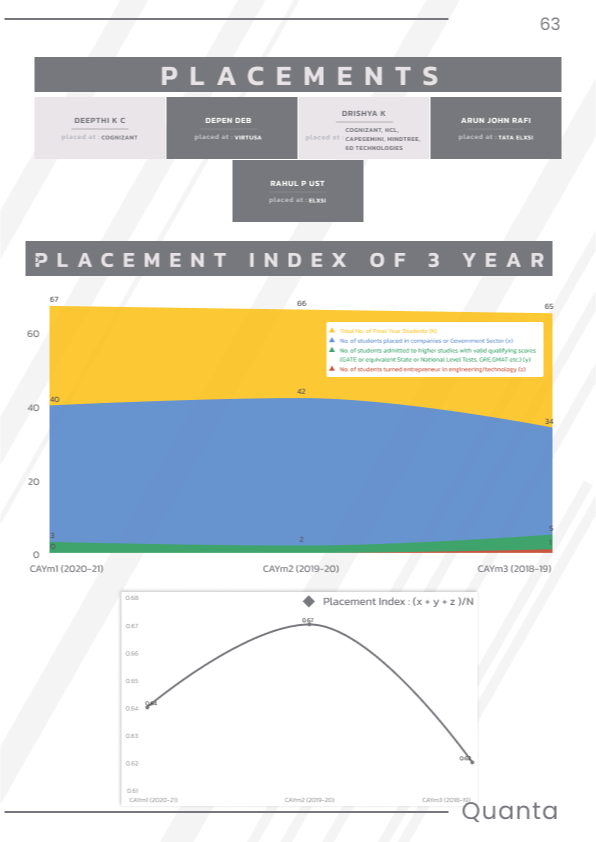 63
PLACEMENTS
DEEPTHI K C
placed at : COGNIZANT
DEPEN DEB
placed at : VIRTUSA
DRISHYA K
placed at : COGNIZANT, HCL,
CAPEGEMINI, MINDTREE,
6D TECHNOLOGIES
ARUN JOHN RAFI
placed at : TATA ELXSI
RAHUL P UST
placed at : ELXSI
PLACEMENT INDEX OF 3 YEAR
67
66
65
Total No. of Final Year Students (N)
No. of students placed in companies or Government Sector (x)
No. of students admitted to higher studies with valid qualifying scores
(GATE or equivalent State or National Level Tests, GRE,GMAT etc.) (y)
No. of students turned entrepreneur in engineering/technology (z)
60
40
42
40
34
20
3
2
5
0
0
CAYm1 (2020-21)
CAYm2 (2019-20)
CAYm3 (2018-19)
0.68
Placement Index : (x + y + z )/N
0.67
0.67
0.66
0.65
0.64
0.64
0.63
0.62
0.62
0.61
CAYm1 (2020-21)
CAYm2 (2019-20)
CAYm3 (2018-19)
Quanta